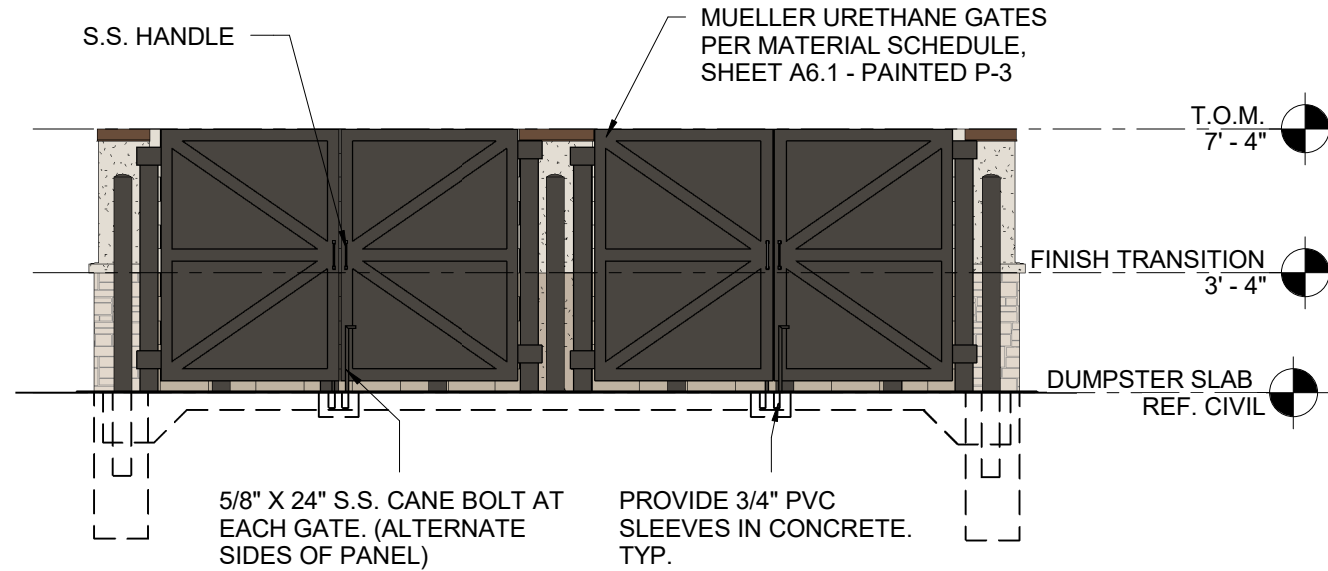 S.S. HANDLE
MUELLER URETHANE GATES
PER MATERIAL SCHEDULE,
SHEET A6.1 - PAINTED P-3
T.O.M.
7' - 4"
FINISH TRANSITION
3' - 4"
DUMPSTER SLAB
REF. CIVIL
5/8" X 24" S.S. CANE BOLT AT
EACH GATE. (ALTERNATE
SIDES OF PANEL)
PROVIDE 3/4" PVC
SLEEVES IN CONCRETE.
TYP.